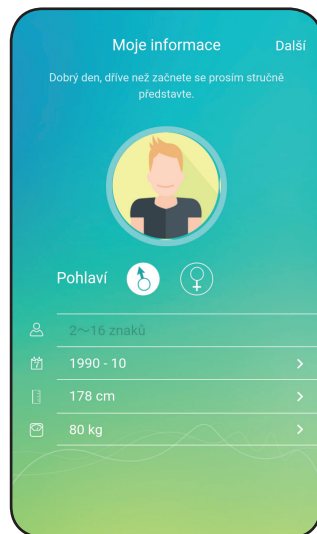 Moje informace
Další
Dobrý den, dříve než začnete se prosím stručně
představte.
Pohlaví
2~16 znaků
7
1990 - 10
178 cm
80 kg